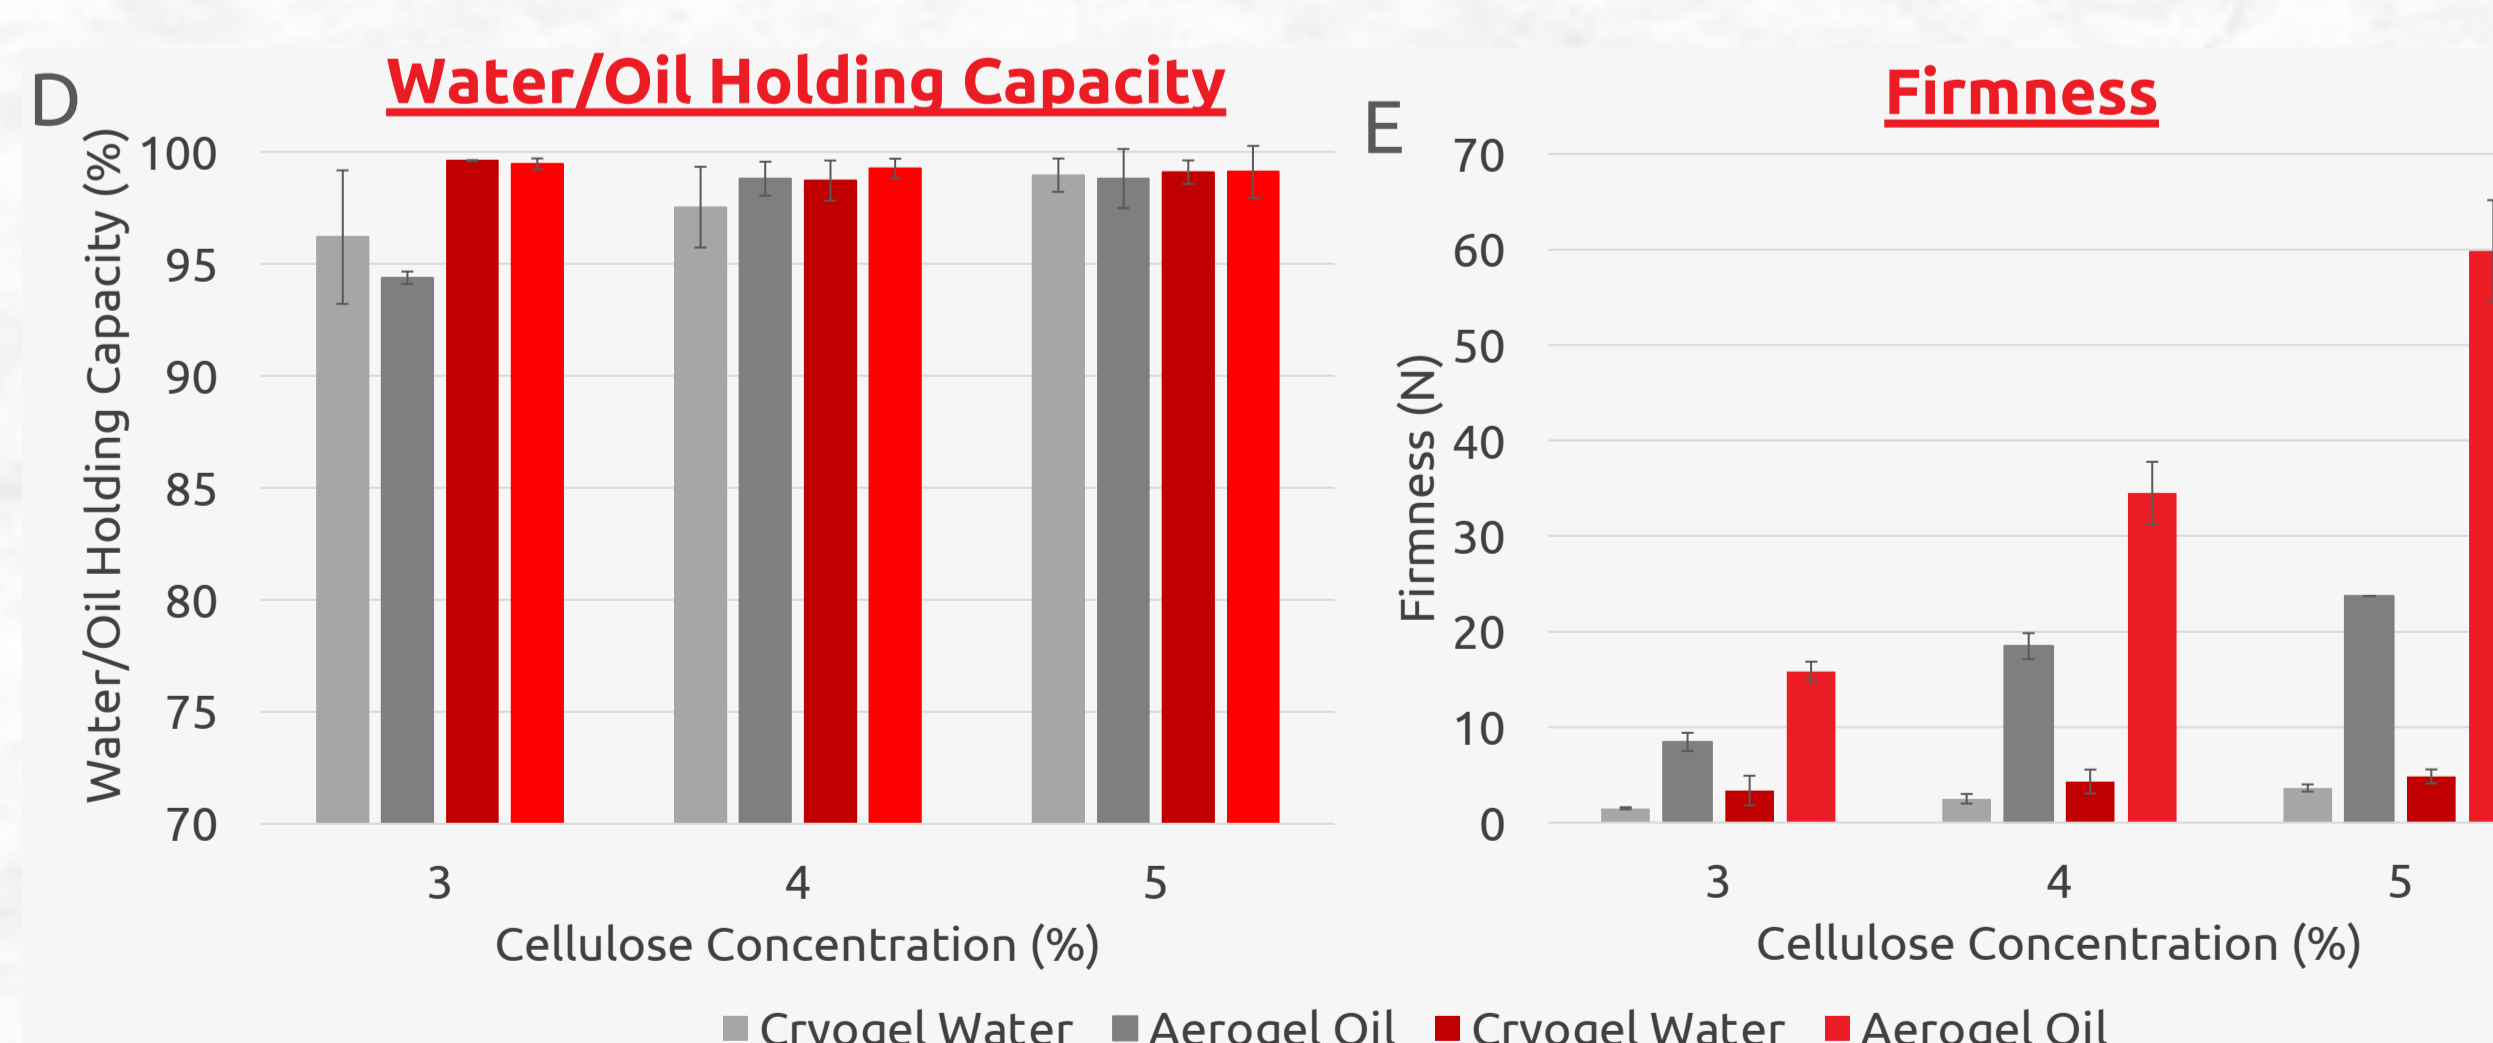 D
Water/Oil Holding Capacity
Water/Oil Holding Capacity (%)
100
95
90
85
80
75
70
3 4 5
Cellulose Concentration (%)
E
Firmness
Firmness (N)
70
60
50
40
30
20
10
0
3 4 5
Cellulose Concentration (%)
Cryogel Water Aerogel Oil Cryogel Water Aerogel Oil